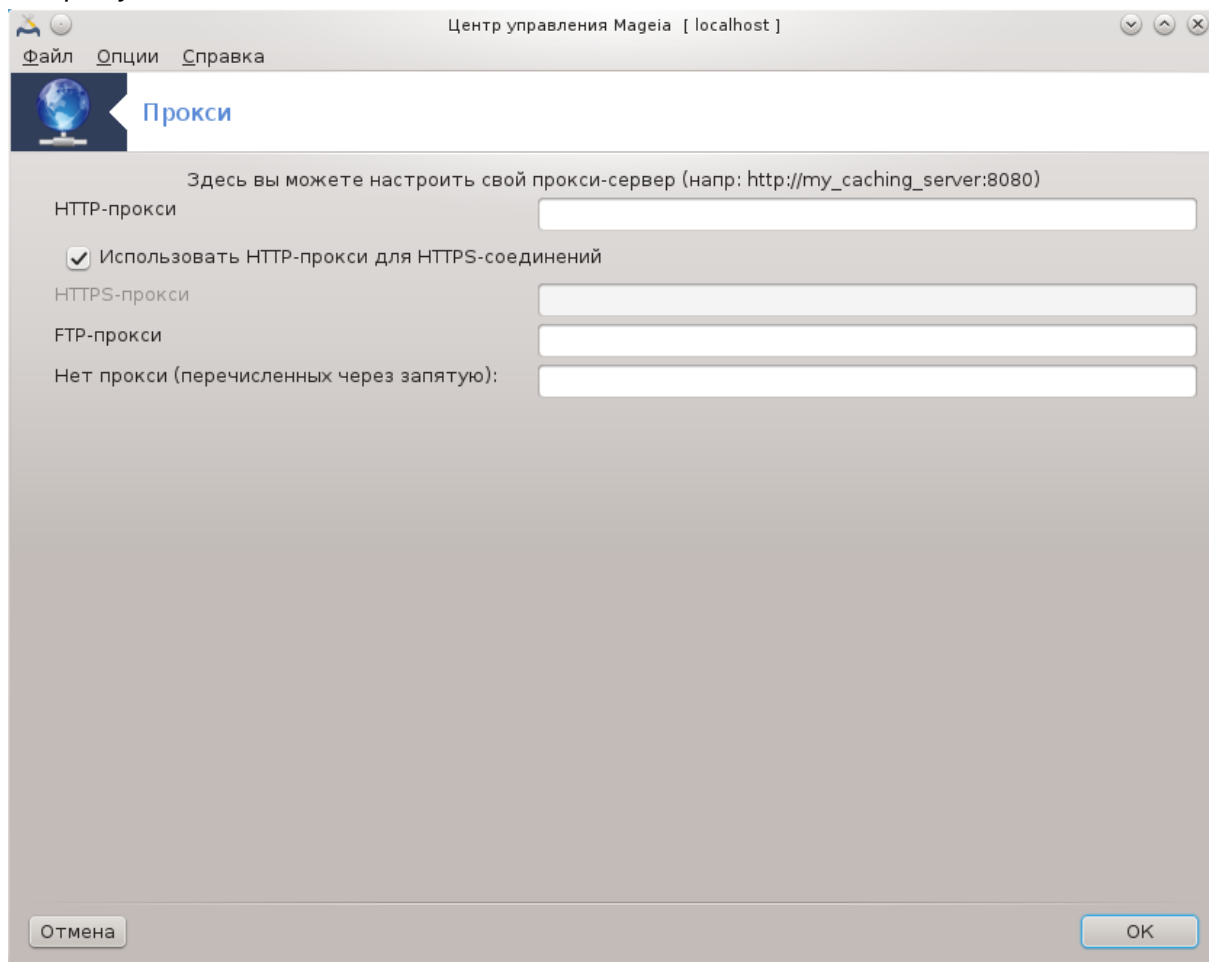 Центр управления Mageia [ localhost ]
Файл Опции Справка
Прокси
Здесь вы можете настроить свой прокси-сервер (напр: http://my_caching_server:8080)
HTTP-прокси
Использовать HTTP-прокси для HTTPS-соединений
HTTPS-прокси
FTP-прокси
Нет прокси (перечисленных через запятую):
Отмена OK